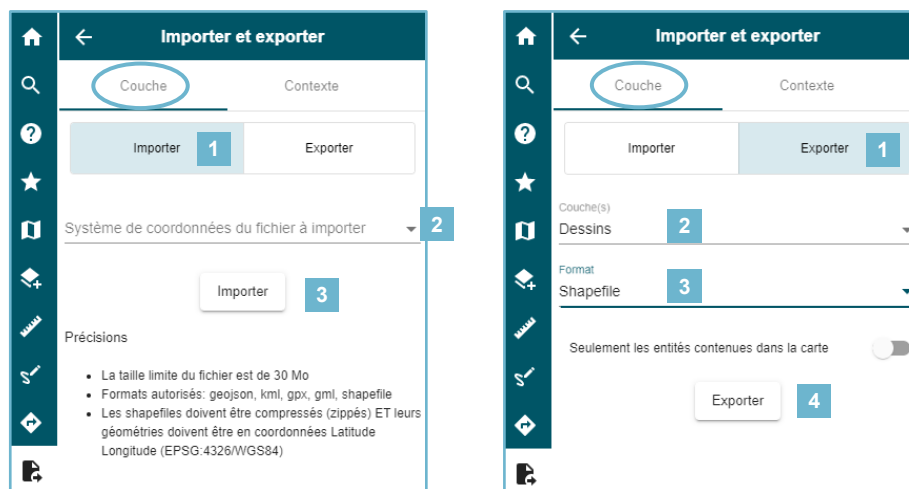 Importer et exporter
Couche
Contexte
Importer
1
Exporter
Système de coordonnées du fichier à importer
2
Importer
3
Précisions
• La taille limite du fichier est de 30 Mo
• Formats autorisés: geojson, kml, gpx, gml, shapefile
• Les shapefiles doivent être compressés (zippés) ET leurs
géométries doivent être en coordonnées Latitude
Longitude (EPSG:4326/WGS84)
Importer et exporter
Couche
Contexte
Importer
Exporter
1
Couche(s)
Dessins
2
Format
Shapefile
3
Seulement les entités contenues dans la carte
Exporter
4